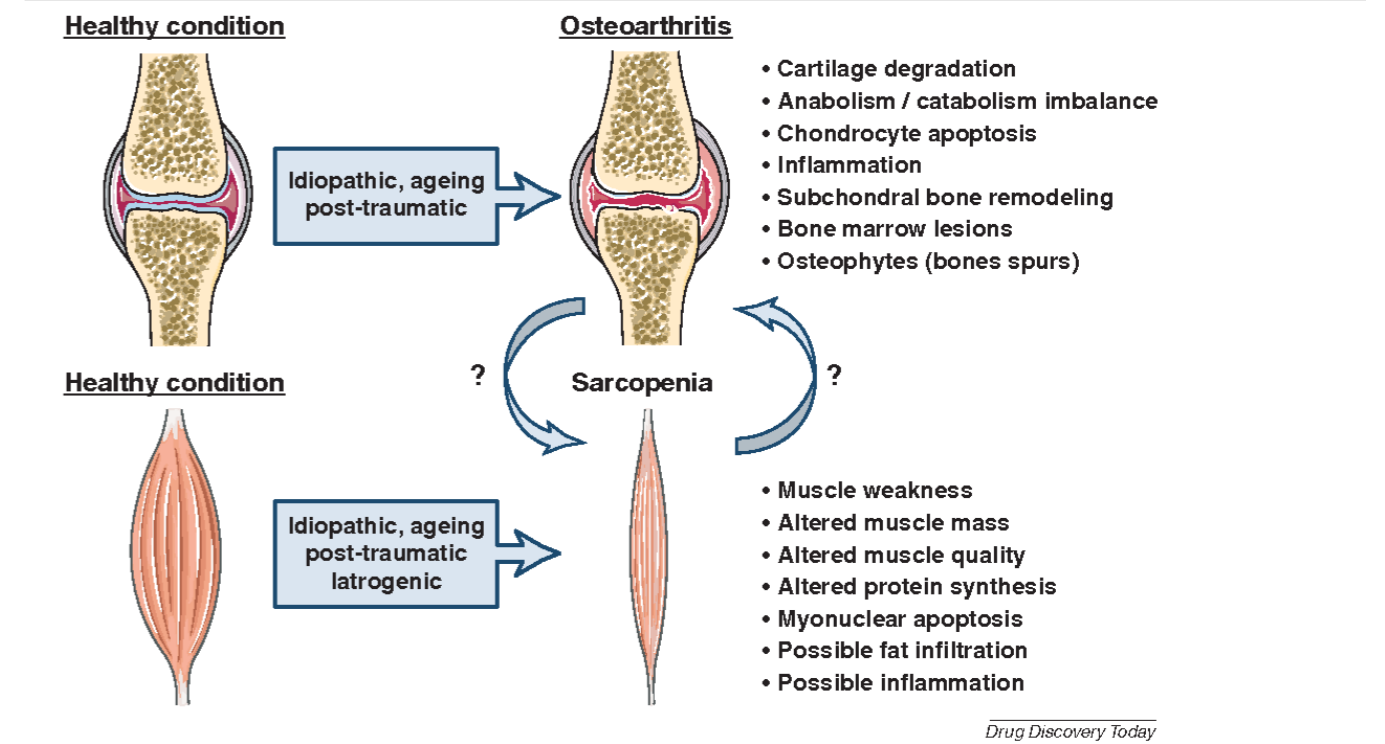 Healthy condition
Osteoarthritis
• Cartilage degradation
• Anabolism / catabolism imbalance
• Chondrocyte apoptosis
• Inflammation
• Subchondral bone remodeling
• Bone marrow lesions
• Osteophytes (bones spurs)
Idiopathic, ageing
post-traumatic
?
?
Healthy condition
Sarcopenia
Idiopathic, ageing
post-traumatic
Iatrogenic
• Muscle weakness
• Altered muscle mass
• Altered muscle quality
• Altered protein synthesis
• Myonuclear apoptosis
• Possible fat infiltration
• Possible inflammation
Drug Discovery Today